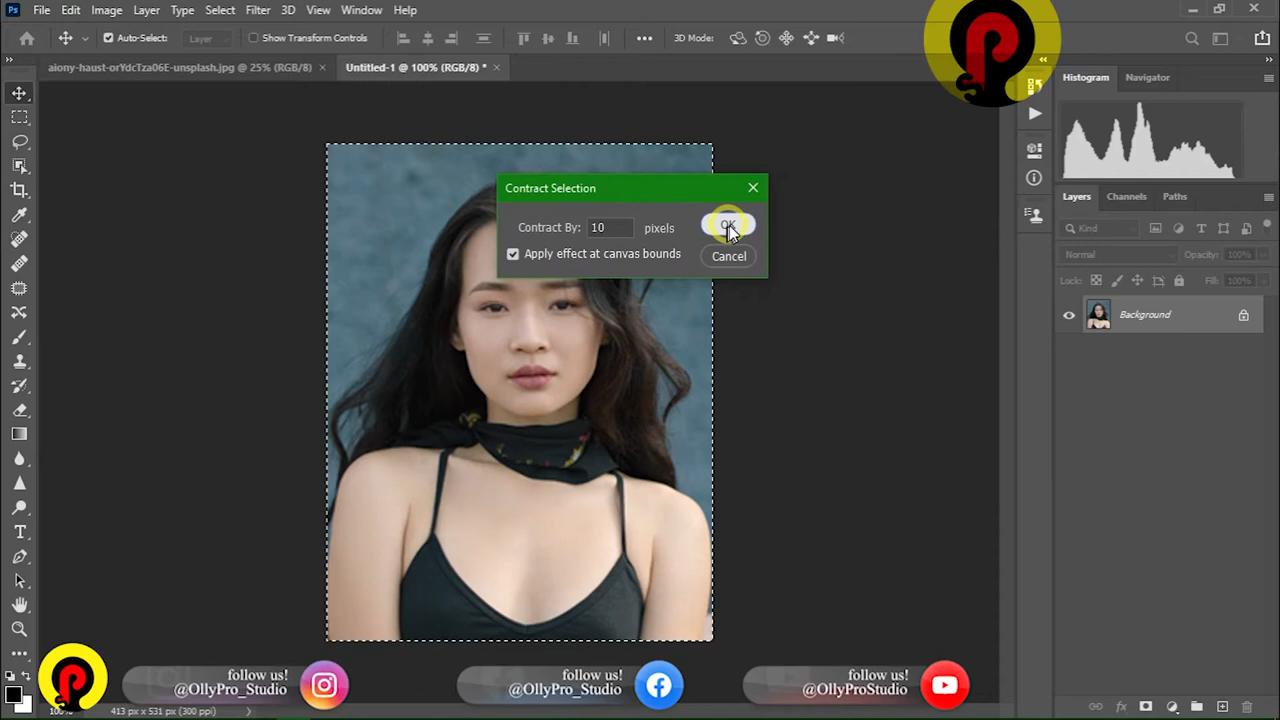 Ps File Edit Image Layer Type Select Filter 3D View Window Help
Auto-Select: Layer Show Transform Controls 3D Mode:
aiony-haust-orYdcTza06E-unsplash.jpg @ 25% (RGB/8) × Untitled-1 @ 100% (RGB/8) * ×
Histogram Navigator
Contract Selection
Contract By: 10 pixels OK
Apply effect at canvas bounds Cancel
Layers Channels Paths
Kind
Normal Opacity: 100%
Lock: Fill: 100%
Background
follow us!
@OllyPro_Studio
follow us!
@OllyPro_Studio
follow us!
@OllyProStudio
100% 413 px x 531 px (300 ppi)